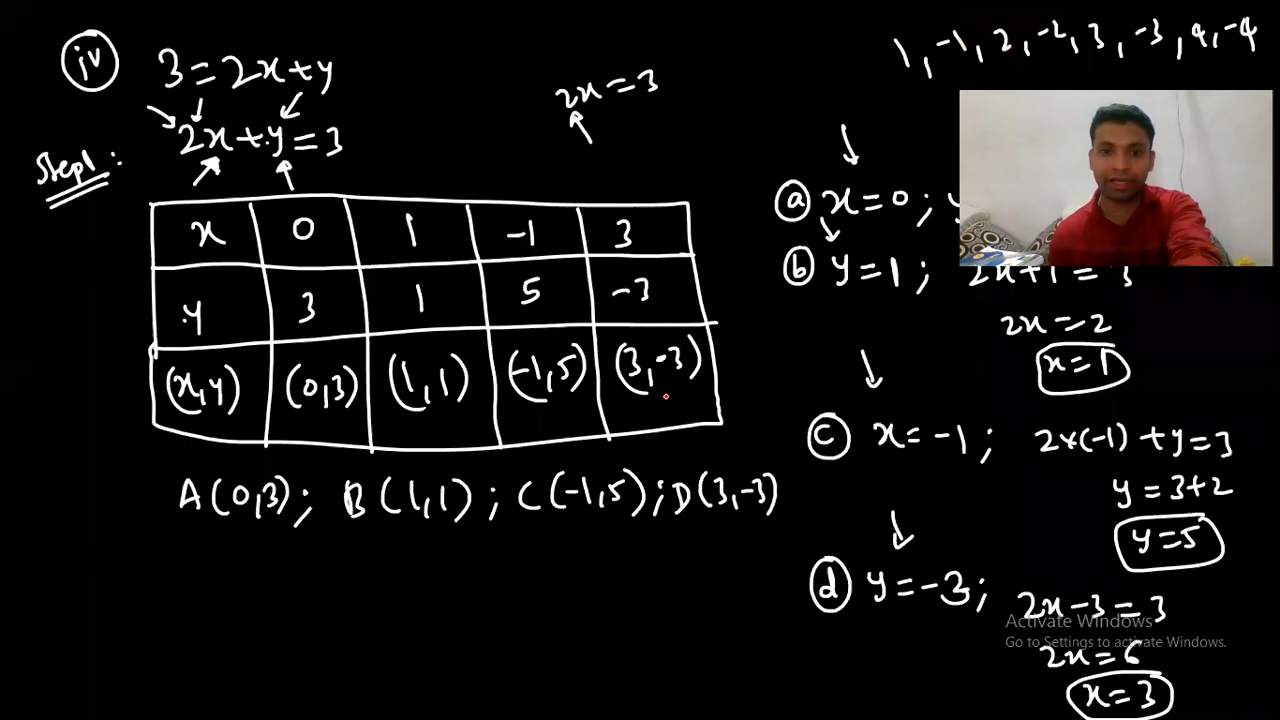 iv 3 = 2x + y
2x + y = 3
2x = 3
1, -1, 2, -2, 3, -3, 4, -4
Step1:
x 0 1 -1 3
y 3 1 5 -3
(x,y) (0,3) (1,1) (-1,5) (3,-3)
A(0,3); B(1,1); C(-1,5); D(3,-3)
a x = 0;
b y = 1; 2x + 1 = 3
2x = 2
x = 1
c x = -1; 2×(-1) + y = 3
y = 3+2
y = 5
d y = -3; 2x - 3 = 3
2x = 6
x = 3
Activate Windows
Go to Settings to activate Windows.